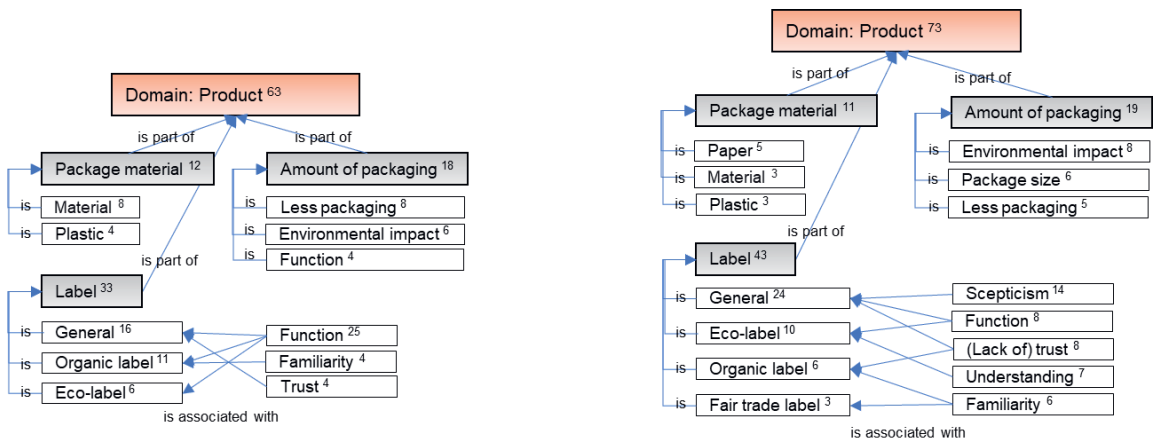 Domain: Product 63
is part of
is part of
Package material 12
is Material 8
is Plastic 4
Amount of packaging 18
is Less packaging 8
is Environmental impact 6
is Function 4
is part of
Label 33
is General 16
is Organic label 11
is Eco-label 6
Function 25
Familiarity 4
Trust 4
is associated with
Domain: Product 73
is part of
is part of
Package material 11
is Paper 5
is Material 3
is Plastic 3
Amount of packaging 19
is Environmental impact 8
is Package size 6
is Less packaging 5
is part of
Label 43
is General 24
is Eco-label 10
is Organic label 6
is Fair trade label 3
Scepticism 14
Function 8
(Lack of) trust 8
Understanding 7
Familiarity 6
is associated with